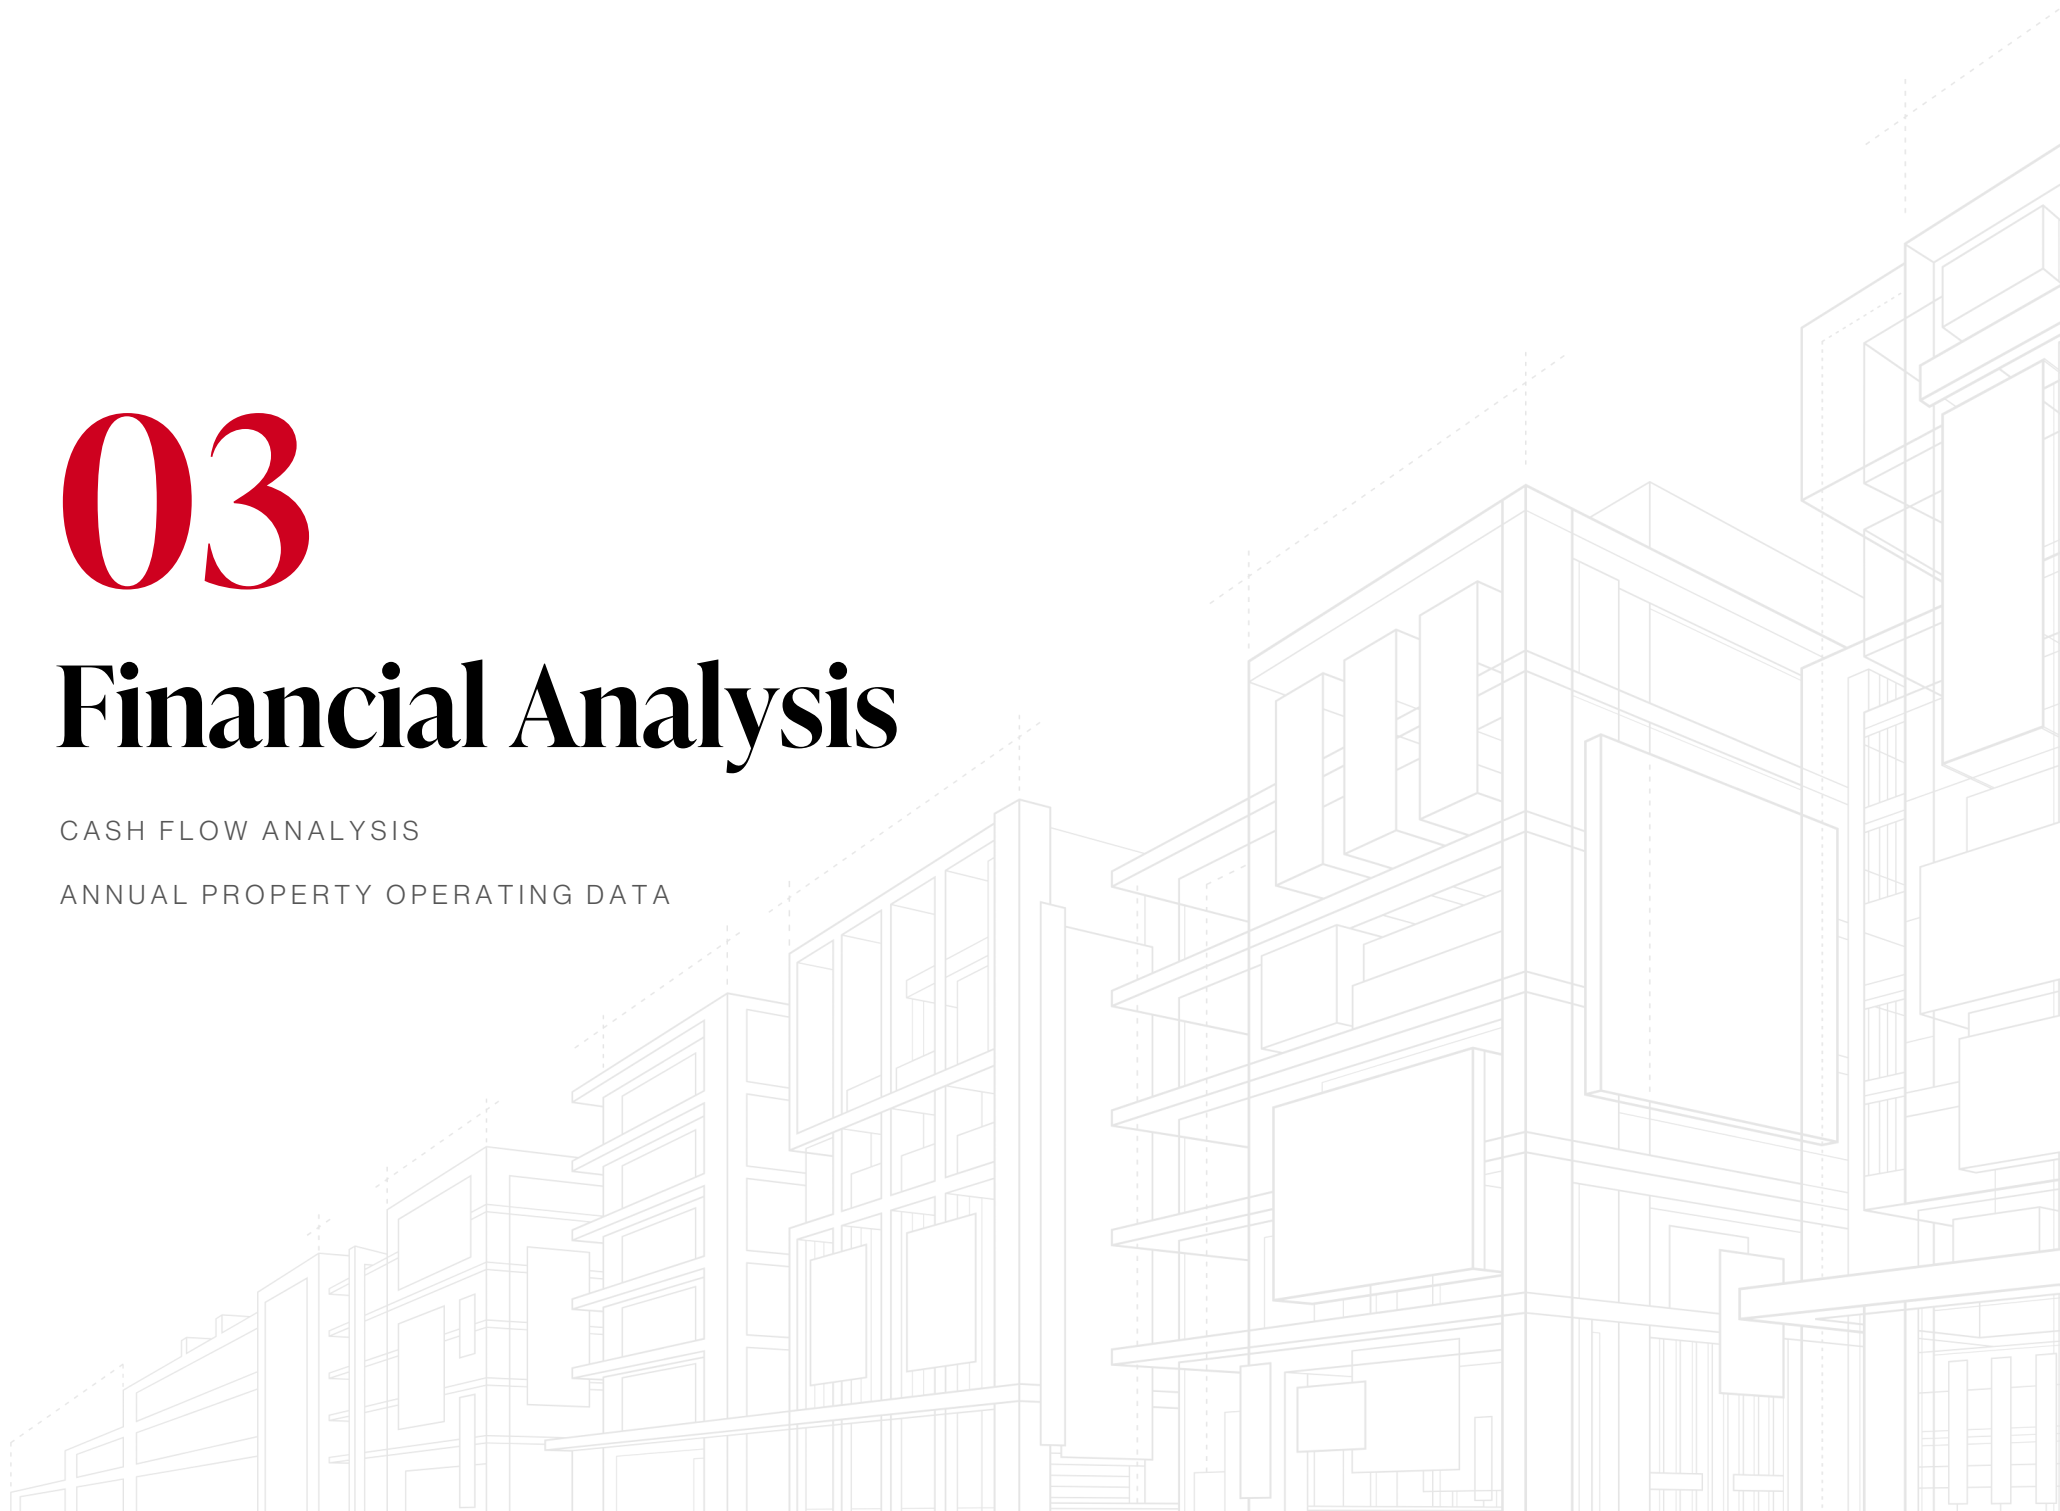 03
Financial Analysis
CASH FLOW ANALYSIS
ANNUAL PROPERTY OPERATING DATA